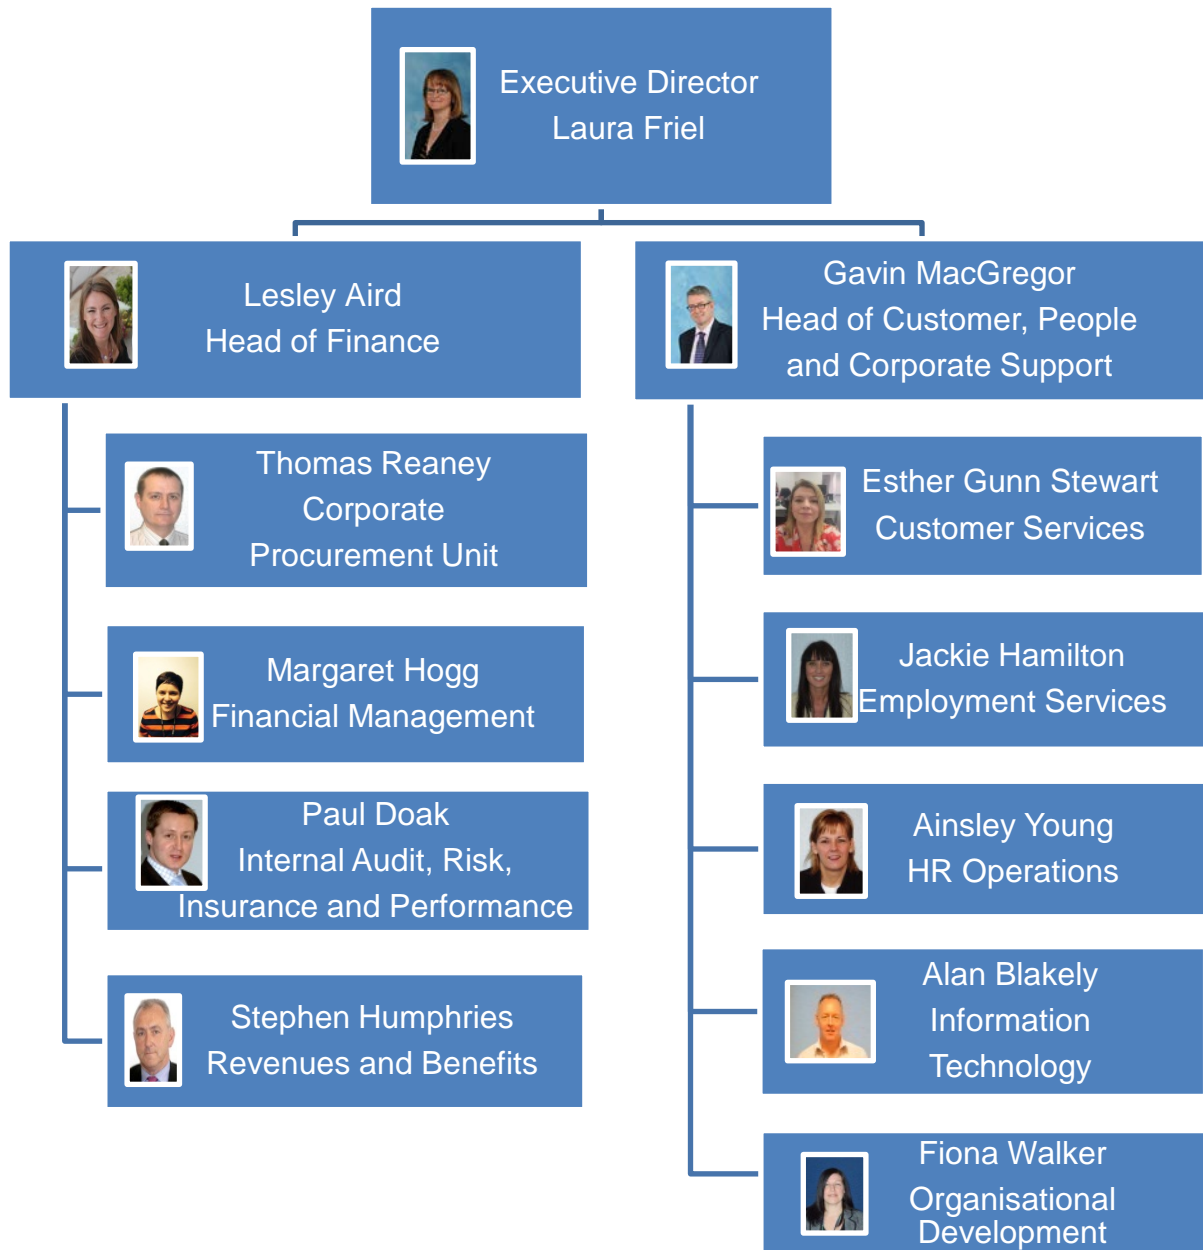 Executive Director
Laura Friel
Lesley Aird
Head of Finance
Gavin MacGregor
Head of Customer, People
and Corporate Support
Thomas Reaney
Corporate
Procurement Unit
Margaret Hogg
Financial Management
Paul Doak
Internal Audit, Risk,
Insurance and Performance
Stephen Humphries
Revenues and Benefits
Esther Gunn Stewart
Customer Services
Jackie Hamilton
Employment Services
Ainsley Young
HR Operations
Alan Blakely
Information
Technology
Fiona Walker
Organisational
Development